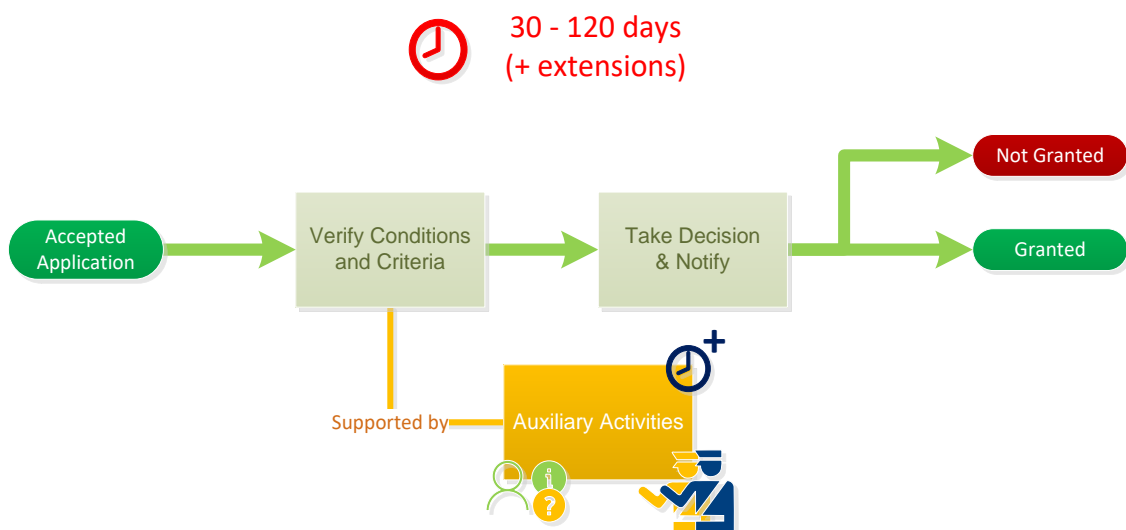 30 - 120 days
(+ extensions)
Not Granted
Accepted
Application
Verify Conditions
and Criteria
Take Decision
& Notify
Granted
Supported by
Auxiliary Activities
i
?